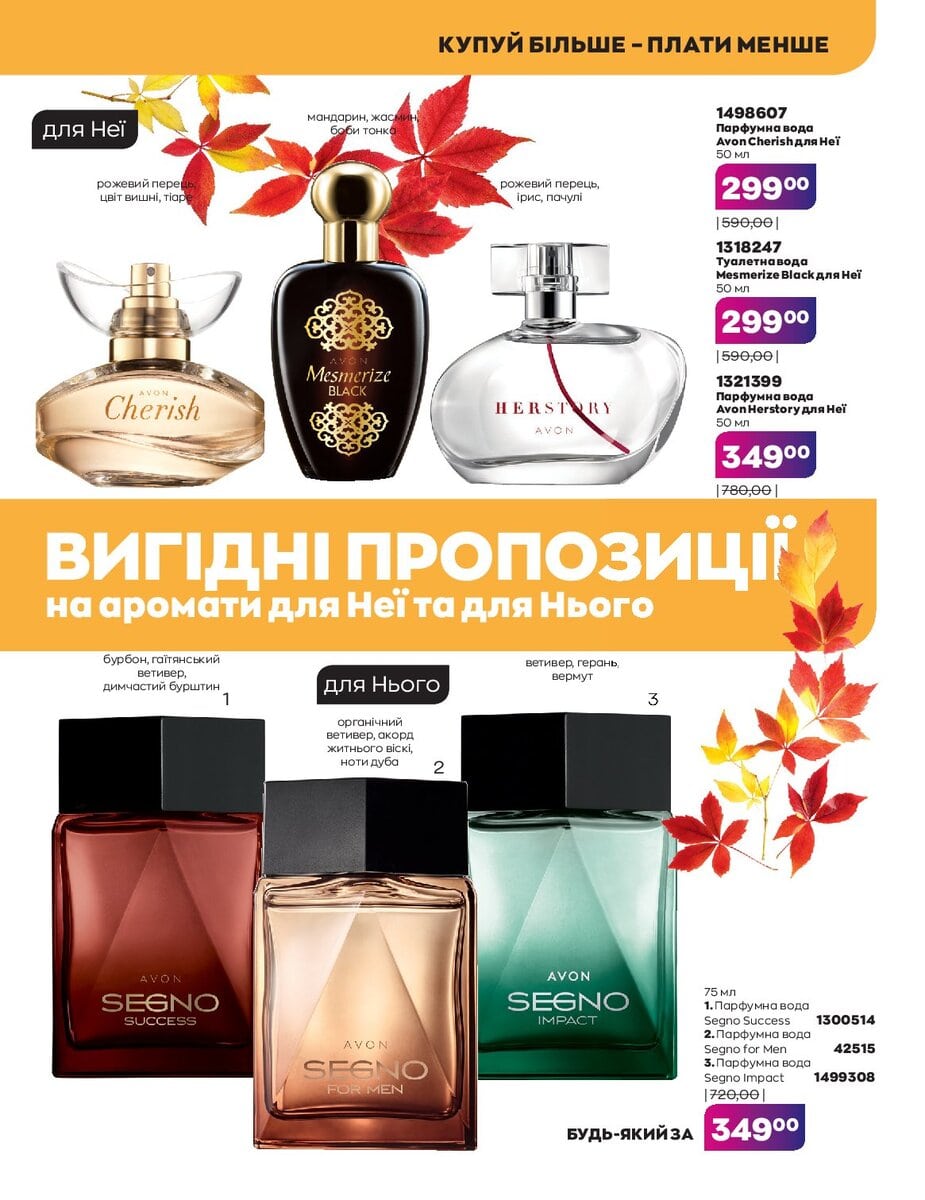 КУПУЙ БІЛЬШЕ – ПЛАТИ МЕНШЕ
для Неї
мандарин, жасмин,
боби тонка
рожевий перець,
цвіт вишні, тіаре
рожевий перець,
ірис, пачулі
AVON
Cherish
AVON
Mesmerize
BLACK
HERSTORY
AVON
1498607
Парфумна вода
Avon Cherish для Неї
50 мл
299⁰⁰
|590,00|
1318247
Туалетна вода
Mesmerize Black для Неї
50 мл
299⁰⁰
|590,00|
1321399
Парфумна вода
Avon Herstory для Неї
50 мл
349⁰⁰
|780,00|
ВИГІДНІ ПРОПОЗИЦІЇ
на аромати для Неї та для Нього
бурбон, гаїтянський
ветивер,
димчастий бурштин
1
для Нього
органічний
ветивер, акорд
житнього віскі,
ноти дуба
2
ветивер, герань,
вермут
3
AVON
SEGNO
SUCCESS
AVON
SEGNO
FOR MEN
AVON
SEGNO
IMPACT
75 мл
1. Парфумна вода
Segno Success 1300514
2. Парфумна вода
Segno for Men 42515
3. Парфумна вода
Segno Impact 1499308
|720,00|
БУДЬ-ЯКИЙ ЗА 349⁰⁰